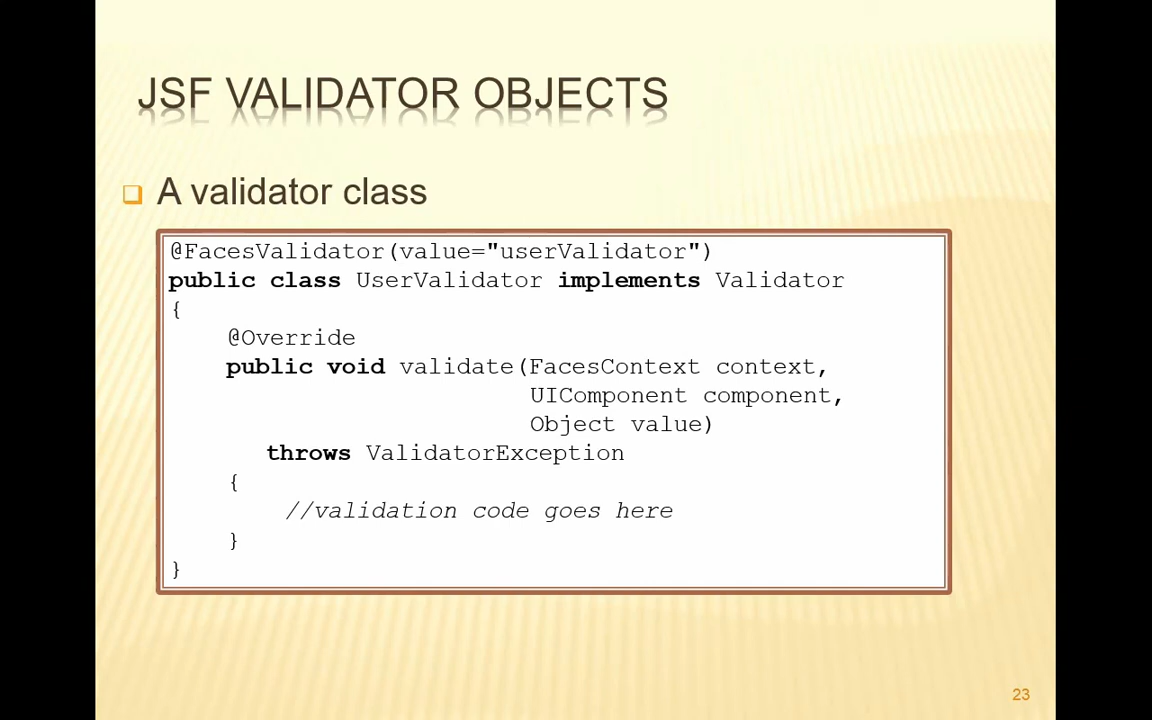 JSF VALIDATOR OBJECTS
A validator class
@FacesValidator(value="userValidator")
public class UserValidator implements Validator
{
@Override
public void validate(FacesContext context,
UIComponent component,
Object value)
throws ValidatorException
{
//validation code goes here
}
}
23